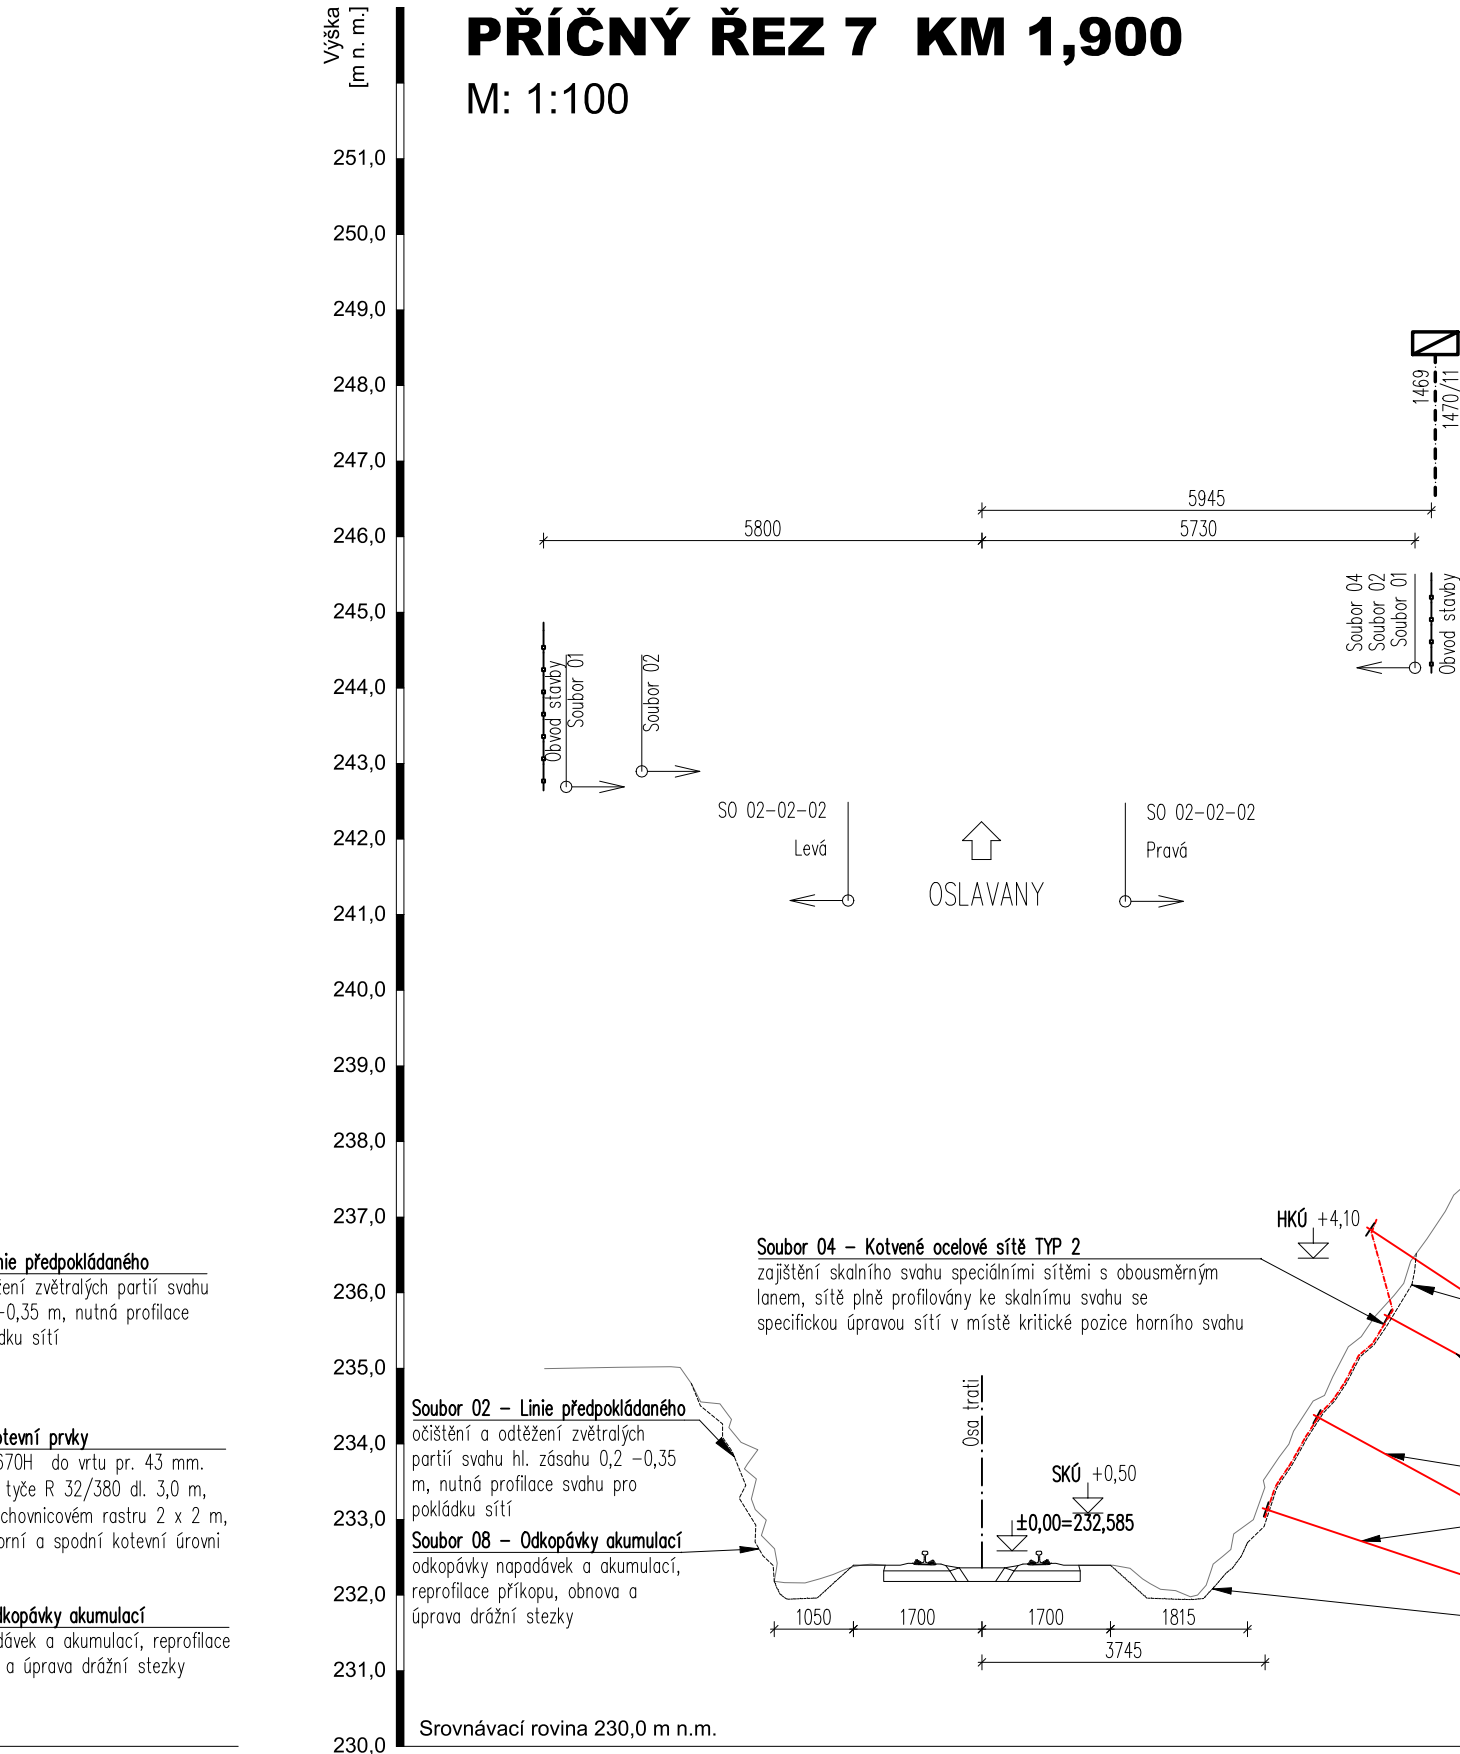 Výška
[m n. m.]
PŘÍČNÝ ŘEZ 7 KM 1,900
M: 1:100
251,0
250,0
249,0
248,0
247,0
246,0
245,0
244,0
243,0
242,0
241,0
240,0
239,0
238,0
237,0
236,0
235,0
234,0
233,0
232,0
231,0
230,0
1469
1470/11
5945
5800
5730
Soubor 04
Soubor 02
Soubor 01
Obvod stavby
Obvod stavby
Soubor 01
Soubor 02
SO 02-02-02
Levá
SO 02-02-02
Pravá
OSLAVANY
HKÚ +4,10
Soubor 04 – Kotvené ocelové sítě TYP 2
zajištění skalního svahu speciálními sítěmi s obousměrným
lanem, sítě plně profilovány ke skalnímu svahu se
specifickou úpravou sítí v místě kritické pozice horního svahu
nie předpokládaného
žení zvětralých partií svahu
-0,35 m, nutná profilace
dku sítí
otevní prvky
670H do vrtu pr. 43 mm.
tyče R 32/380 dl. 3,0 m,
chovnicovém rastru 2 x 2 m,
orní a spodní kotevní úrovni
dkopávky akumulací
dávek a akumulací, reprofilace
a úprava drážní stezky
Soubor 02 – Linie předpokládaného
očištění a odtěžení zvětralých
partií svahu hl. zásahu 0,2 -0,35
m, nutná profilace svahu pro
pokládku sítí
Soubor 08 – Odkopávky akumulací
odkopávky napadávek a akumulací,
reprofilace příkopu, obnova a
úprava drážní stezky
Osa trati
SKÚ +0,50
±0,00=232,585
1050
1700
1700
1815
3745
Srovnávací rovina 230,0 m n.m.